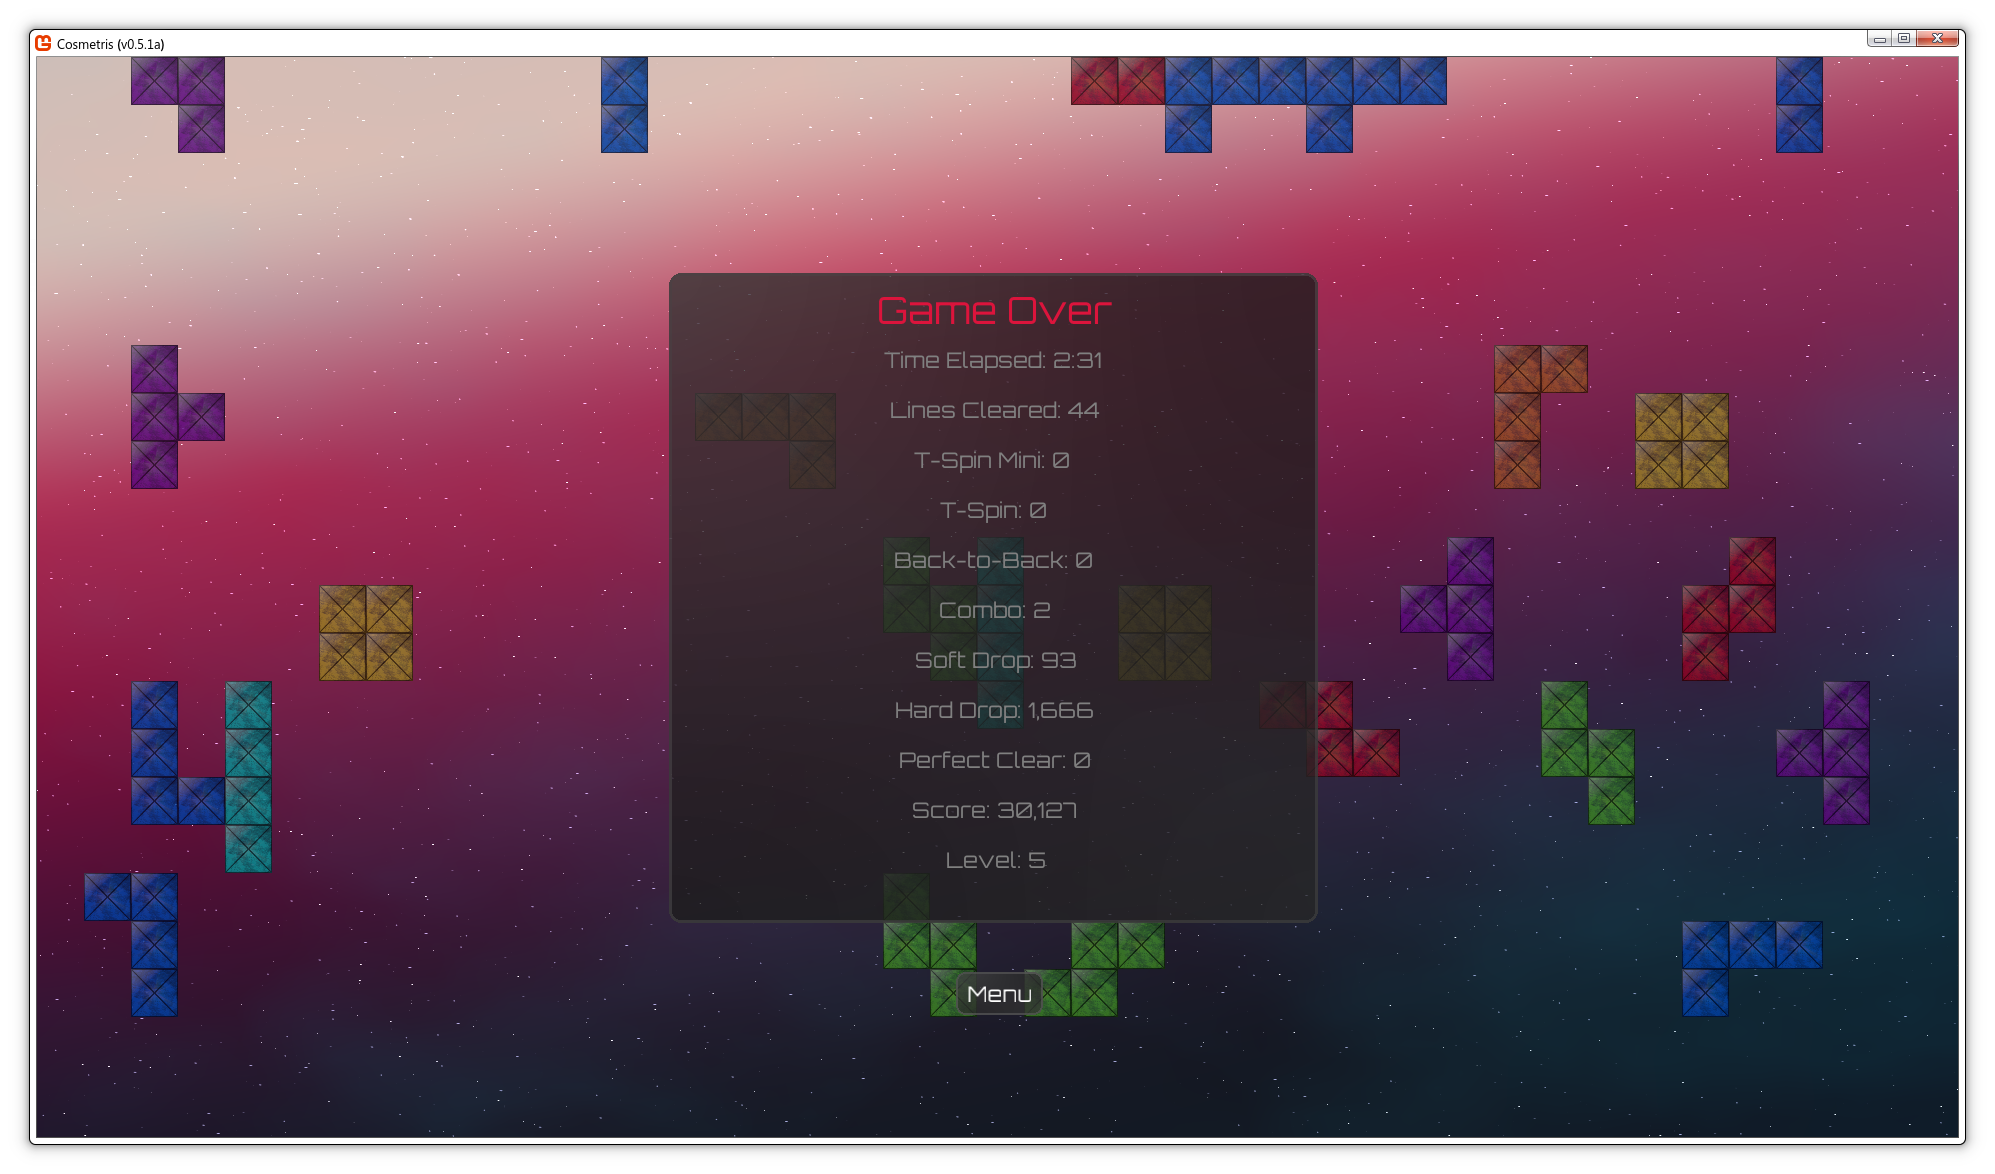 Cosmetris (v0.5.1a)
Game Over
Time Elapsed: 2:31
Lines Cleared: 44
T-Spin Mini: 0
T-Spin: 0
Back-to-Back: 0
Combo: 2
Soft Drop: 93
Hard Drop: 1,666
Perfect Clear: 0
Score: 30,127
Level: 5
Menu